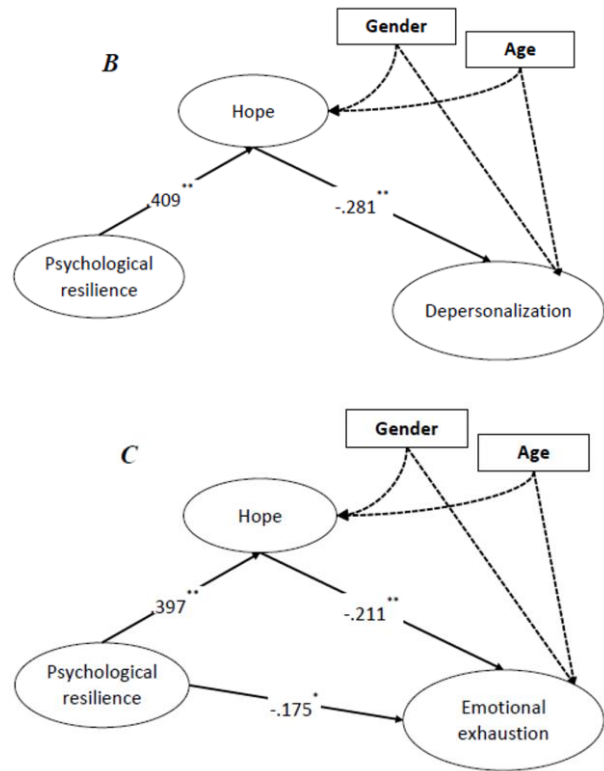 Gender
B
Age
Hope
.409**
-.281**
Psychological
resilience
Depersonalization
Gender
C
Age
Hope
.397**
-.211**
Psychological
resilience
-.175*
Emotional
exhaustion